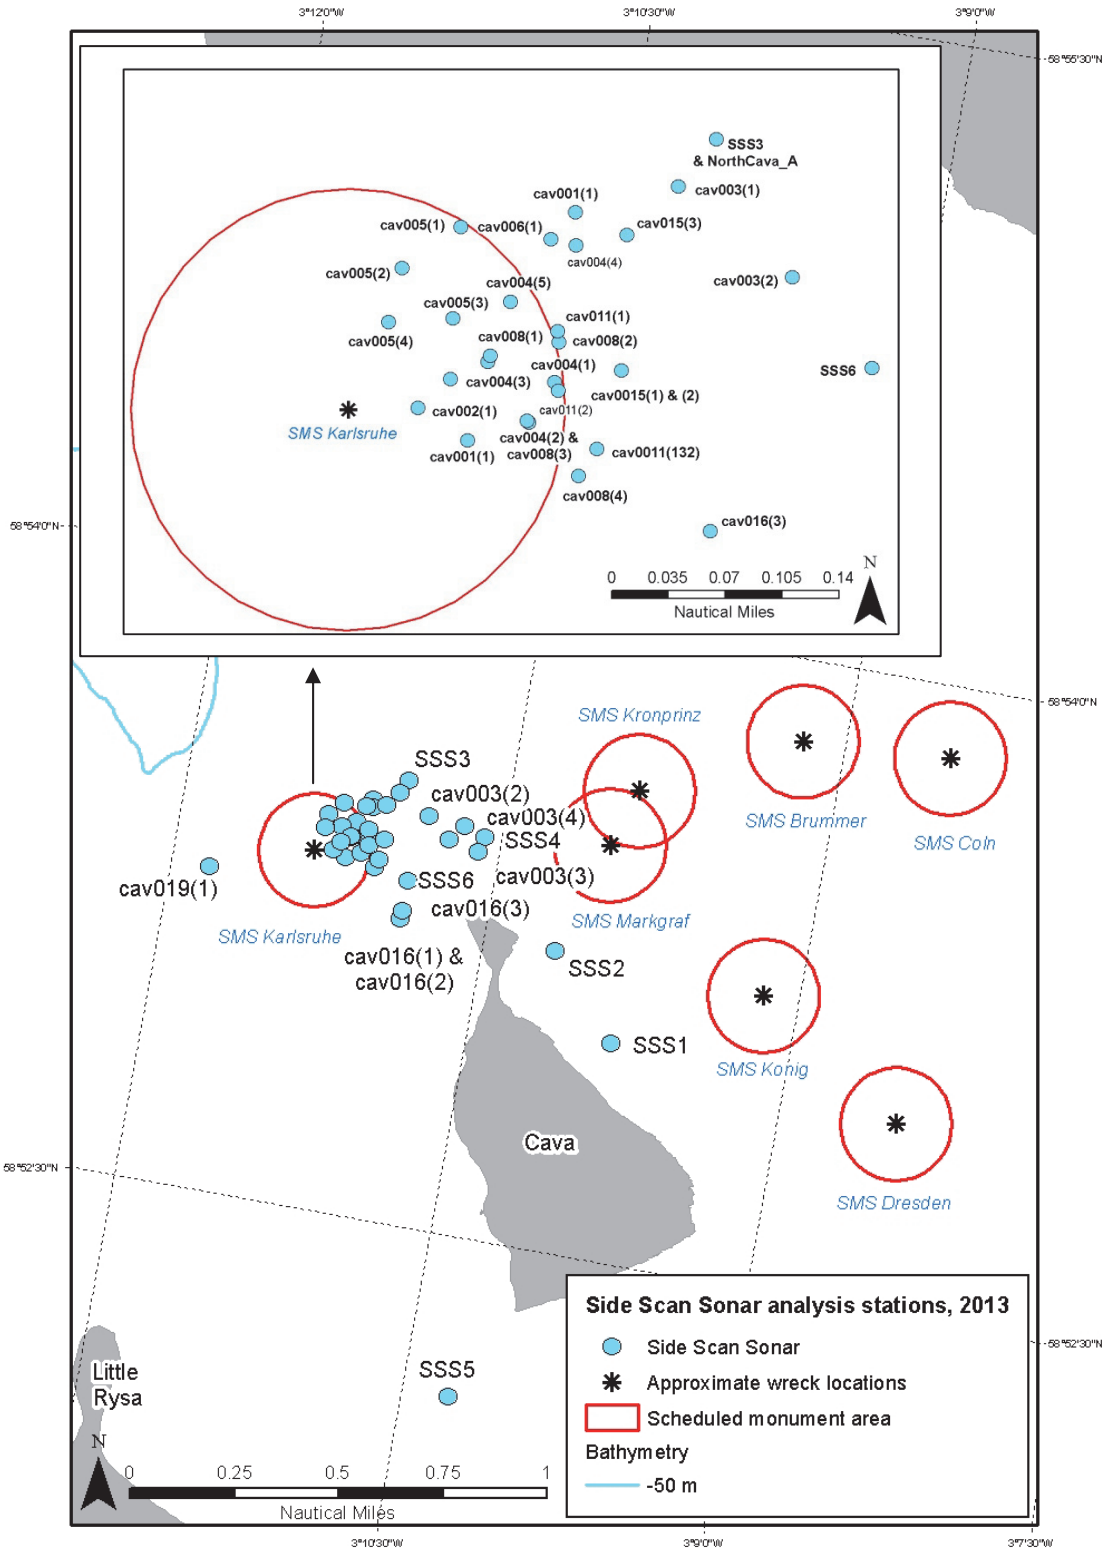 3°12'0"W
3°10'30"W
3°9'0"W
58°55'30"N
SSS3
& NorthCava_A
cav003(1)
cav001(1)
cav005(1)
cav006(1)
cav015(3)
cav004(4)
cav005(2)
cav003(2)
cav004(5)
cav005(3)
cav011(1)
cav005(4)
cav008(1)
cav008(2)
cav004(1)
SSS6
cav004(3)
cav0015(1) & (2)
cav002(1)
cav011(2)
SMS Karlsruhe
cav004(2) &
cav008(3)
cav001(1)
cav0011(132)
cav008(4)
cav016(3)
58°54'0"N
N
0 0.035 0.07 0.105 0.14
Nautical Miles
58°54'0"N
SMS Kronprinz
SSS3
cav003(2)
cav003(4)
SMS Brummer
SSS4
SMS Coln
cav003(3)
SSS6
cav019(1)
cav016(3)
SMS Markgraf
SMS Karlsruhe
cav016(1) &
cav016(2)
SSS2
SSS1
SMS Konig
Cava
58°52'30"N
SMS Dresden
Side Scan Sonar analysis stations, 2013
Side Scan Sonar
58°52'30"N
SSS5
Little
Rysa
Approximate wreck locations
Scheduled monument area
N
Bathymetry
0 0.25 0.5 0.75 1
-50 m
Nautical Miles
3°10'30"W
3°9'0"W
3°7'30"W